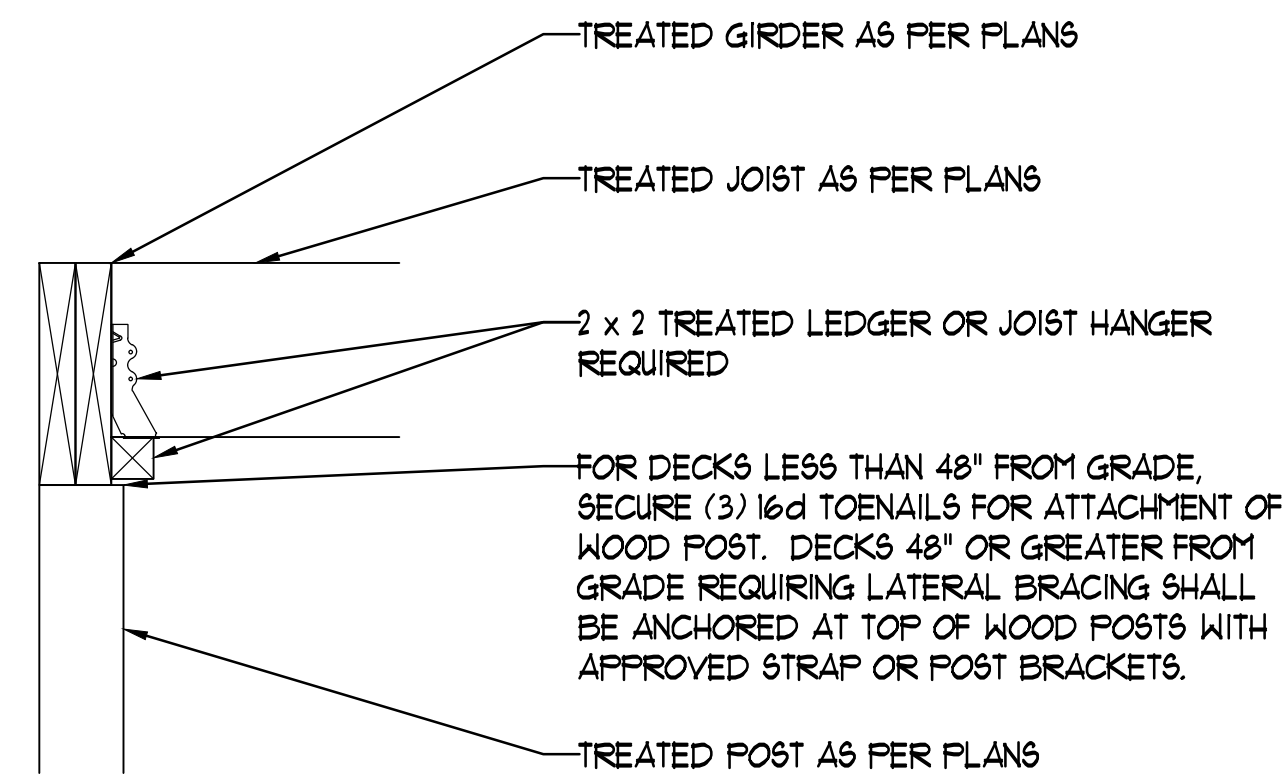 TREATED GIRDER AS PER PLANS
TREATED JOIST AS PER PLANS
2 x 2 TREATED LEDGER OR JOIST HANGER
REQUIRED
FOR DECKS LESS THAN 48" FROM GRADE,
SECURE (3) 16d TOENAILS FOR ATTACHMENT OF
WOOD POST. DECKS 48" OR GREATER FROM
GRADE REQUIRING LATERAL BRACING SHALL
BE ANCHORED AT TOP OF WOOD POSTS WITH
APPROVED STRAP OR POST BRACKETS.
TREATED POST AS PER PLANS